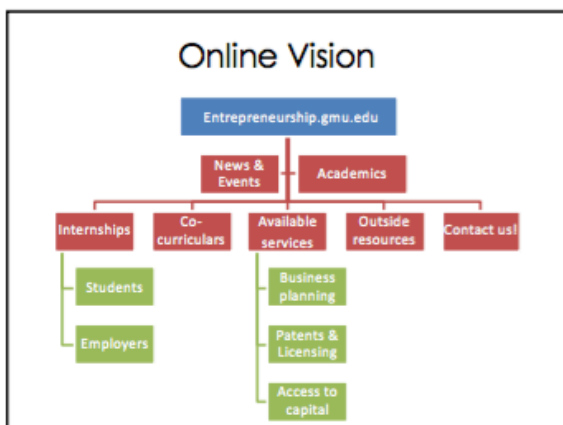 Online Vision
Entrepreneurship.gmu.edu
News &
Events
Academics
Internships
Co-
curriculars
Available
services
Outside
resources
Contact us!
Students
Employers
Business
planning
Patents &
Licensing
Access to
capital